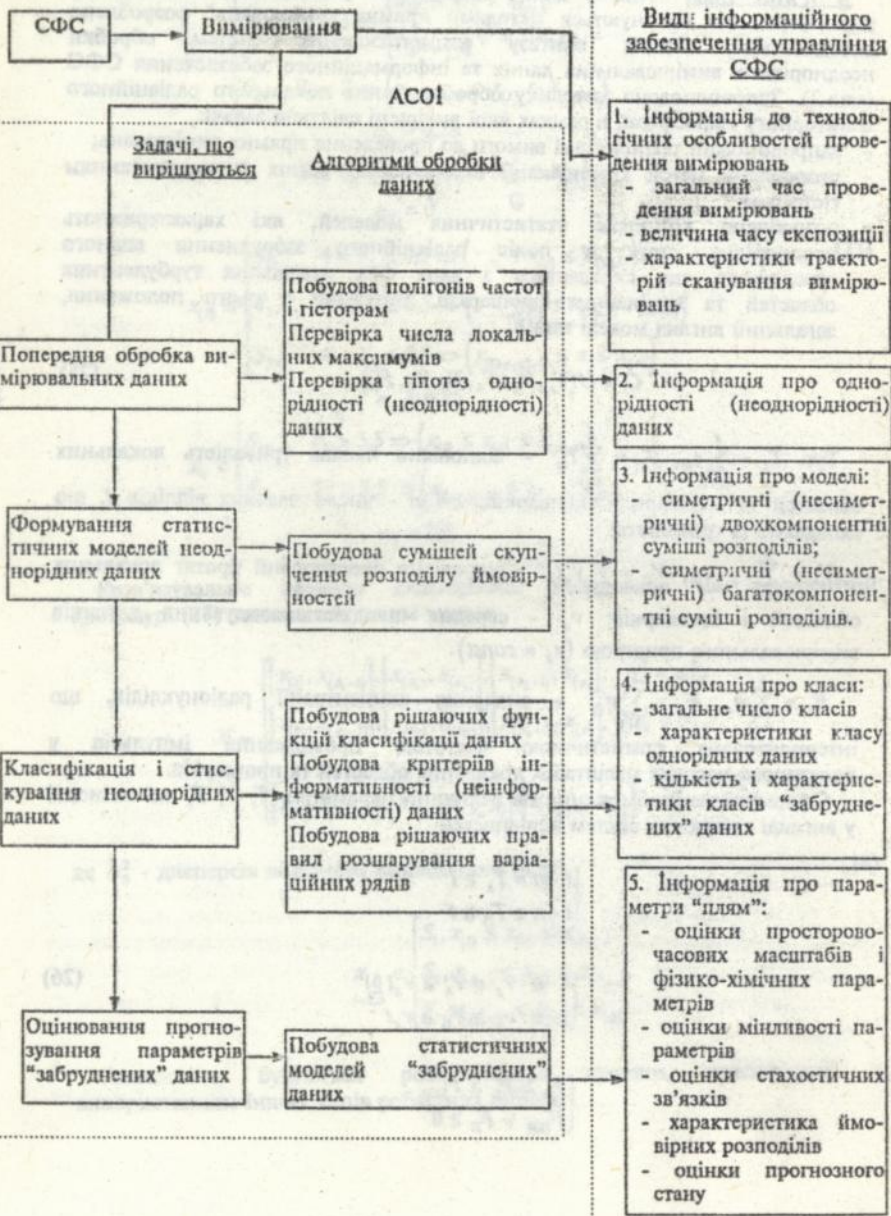 СФС
Вимірювання
Види інформаційного
забезпечення управління
СФС
АСОІ
Задачі, що
вирішуються
Алгоритми обробки
даних
1. Інформація до техноло-
гічних особливостей про-
ведення вимірювань
- загальний час прове-
дення вимірювань
- величина часу експозиції
- характеристики траєкто-
рій сканування вимірю-
вань
Побудова полігонів частот
і гістограм
Перевірка числа локаль-
них максимумів
Перевірка гіпотез одно-
рідності (неоднорідності)
даних
Попередня обробка ви-
мірювальних даних
2. Інформація про одно-
рідності (неоднорідності)
даних
Формування статис-
тичних моделей неод-
норідних даних
Побудова сумішей скуп-
чення розподілу ймовір-
ностей
3. Інформація про моделі:
- симетричні (несимет-
ричні) двохкомпонентні
суміші розподілів;
- симетричні (несимет-
ричні) багатокомпонен-
тні суміші розподілів.
Класифікація і стис-
кування неоднорідних
даних
Побудова рішаючих фун-
кцій класифікації даних
Побудова критеріїв ін-
формативності (неінфор-
мативності) даних
Побудова рішаючих пра-
вил розшарування варіа-
ційних рядів
4. Інформація про класи:
- загальне число класів
- характеристики класу
однорідних даних
- кількість і характерис-
тики класів “забрудне-
них” даних
Оцінювання прогно-
зування параметрів
“забруднених” даних
Побудова статистичних
моделей “забруднених”
даних
5. Інформація про пара-
метри “плям”:
- оцінки просторово-
часових масштабів і
фізико-хімічних пара-
метрів
- оцінки мінливості па-
раметрів
- оцінки стахостичних
зв’язків
- характеристика ймо-
вірних розподілів
- оцінки прогнозного
стану
(26)